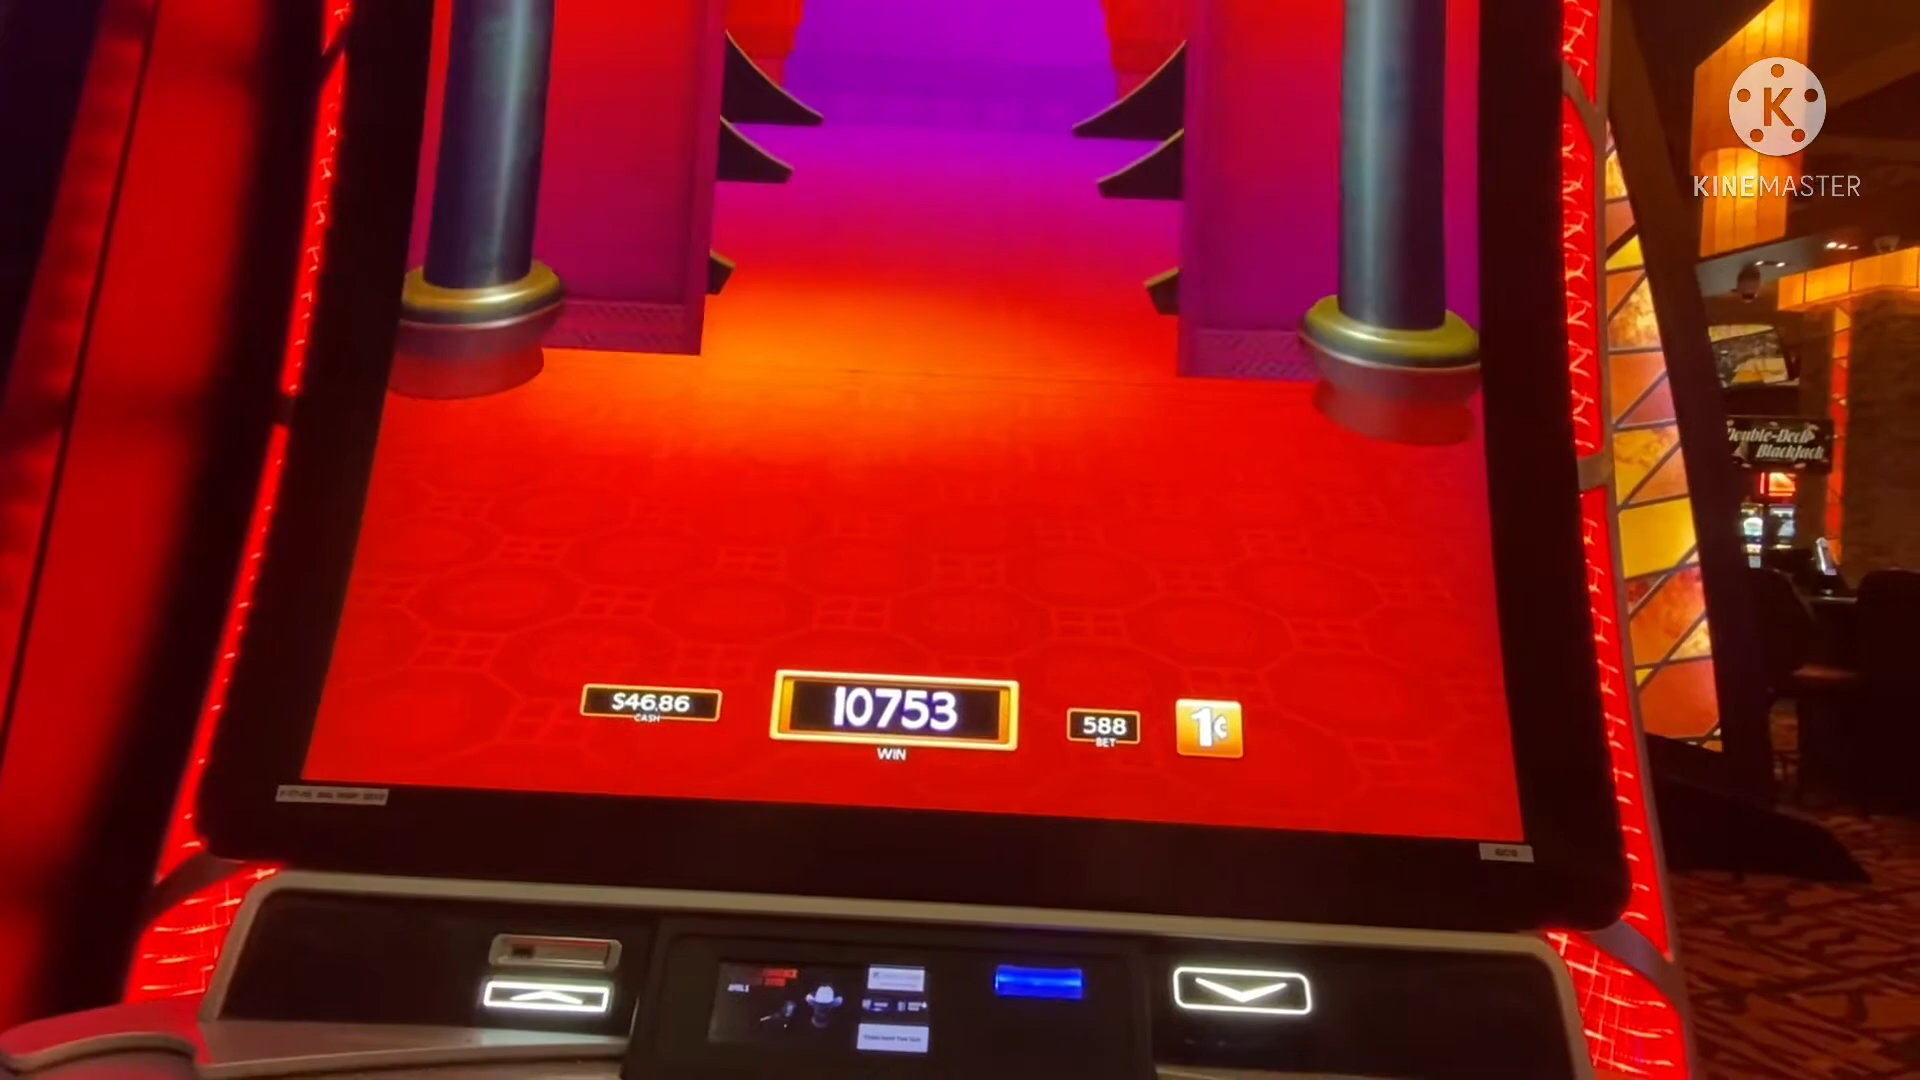 K
KINEMASTER
Double-Deck
BlackJack
$46.86
CASH
10753
WIN
588
BET
1¢